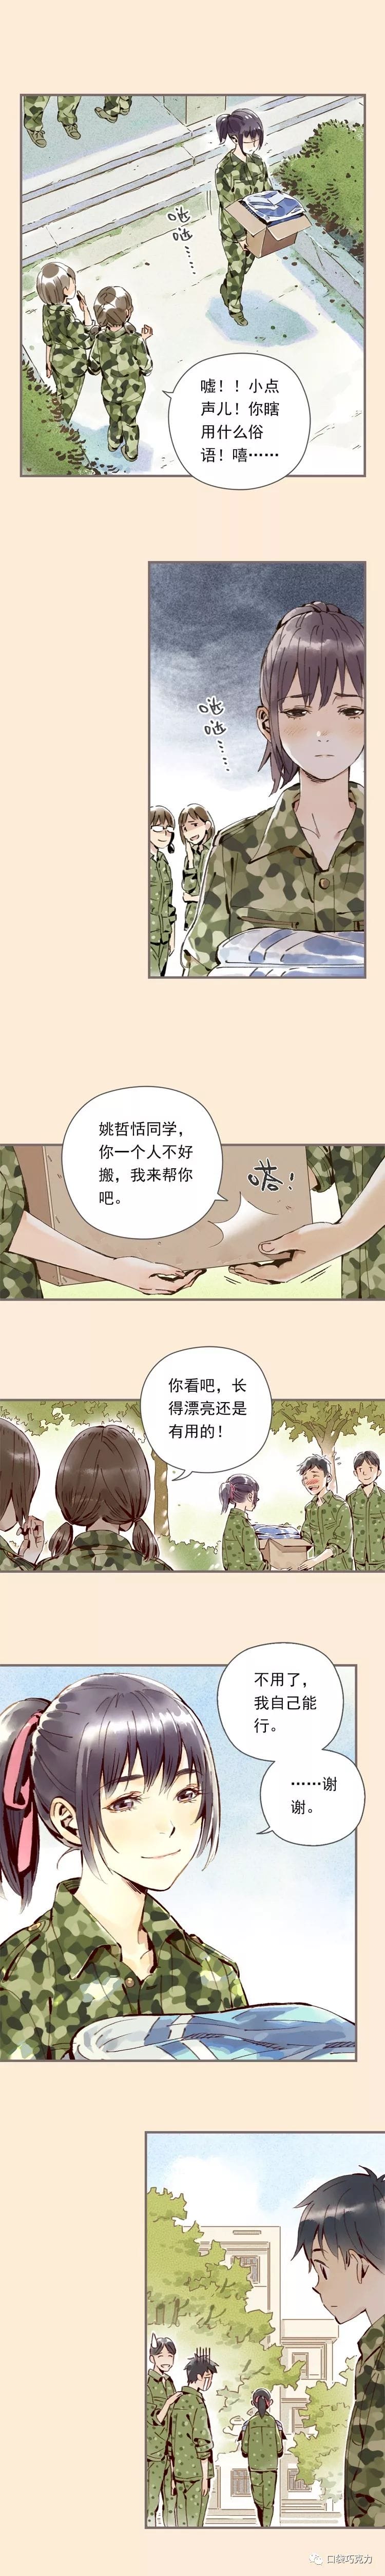 哒
哒……
嘘！！小点
声儿！你瞎
用什么俗
语！嘻……
哒
哒……
姚哲恬同学，
你一个人不好
搬，我来帮你
吧。
嗒！
你看吧，长
得漂亮还是
有用的！
不用了，
我自己能
行。
……谢
谢。
口袋巧克力